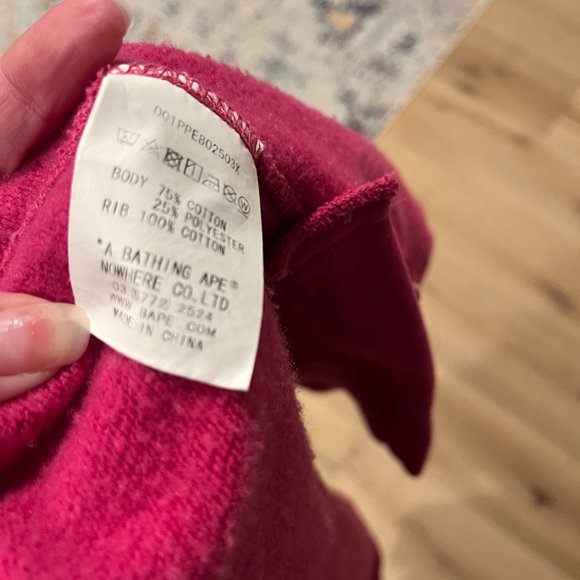 001PPE802503X
BODY 75% COTTON
25% POLYESTER
RIB 100% COTTON
"A BATHING APE®
NOWHERE CO.,LTD.
03(5772)2524
WWW.BAPE.COM
MADE IN CHINA